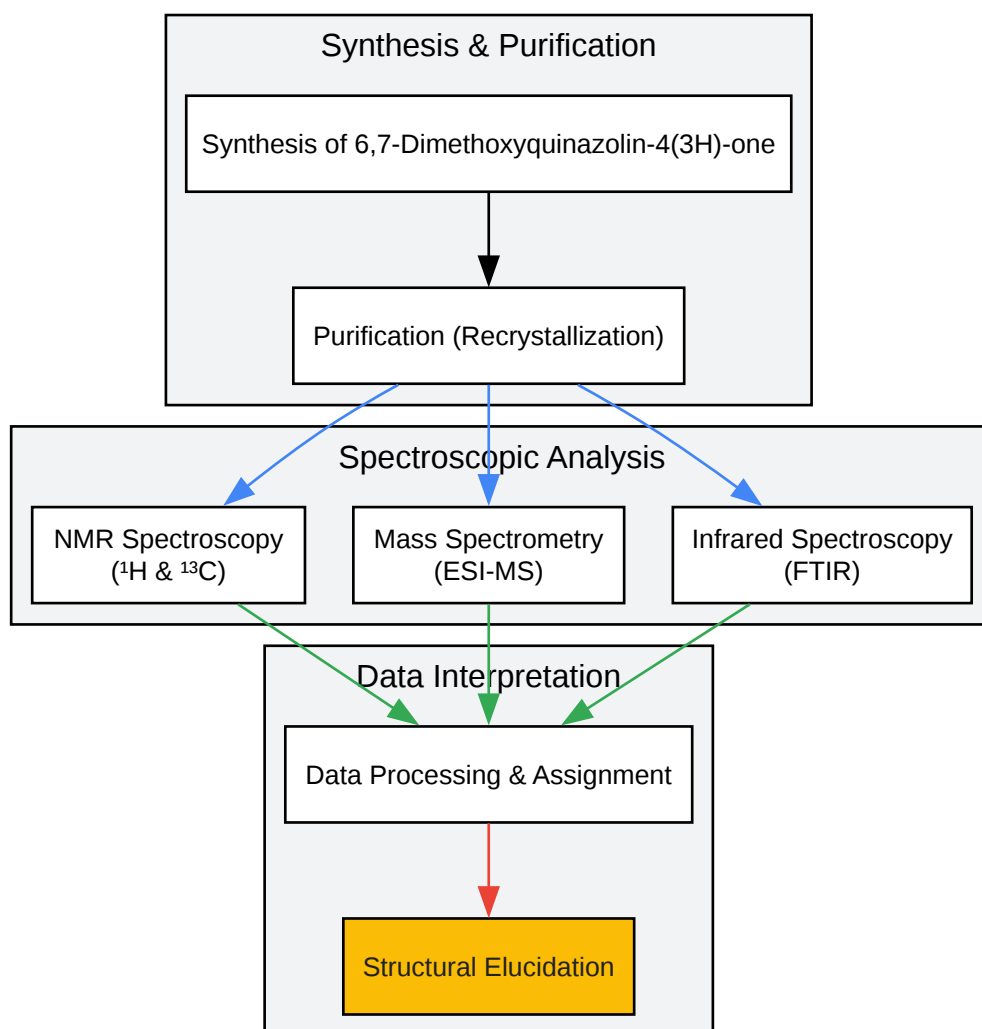 Synthesis & Purification
Synthesis of 6,7-Dimethoxyquinazolin-4(3H)-one
Purification (Recrystallization)
Spectroscopic Analysis
NMR Spectroscopy
(¹H & ¹³C)
Mass Spectrometry
(ESI-MS)
Infrared Spectroscopy
(FTIR)
Data Interpretation
Data Processing & Assignment
Structural Elucidation